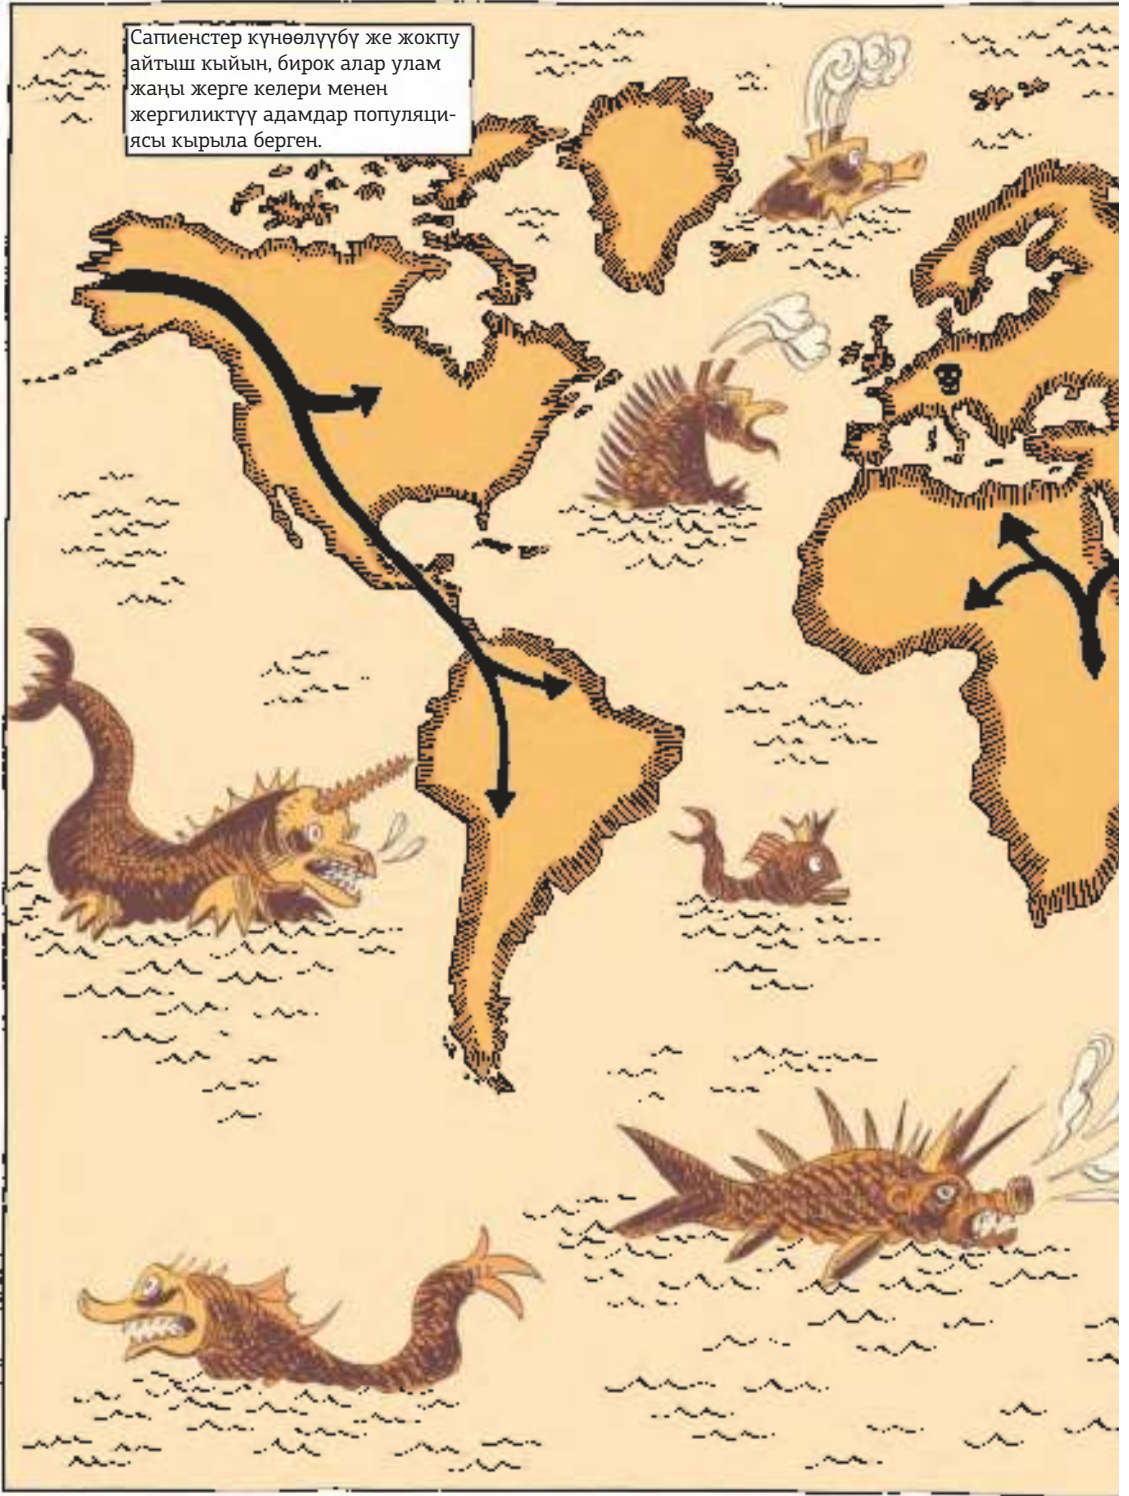 Сапиенстер күнөөлүүбү же жокпу
айтыш кыйын, бирок алар улам
жаңы жерге келери менен
жергиликтүү адамдар популяци-
ясы кырыла берген.